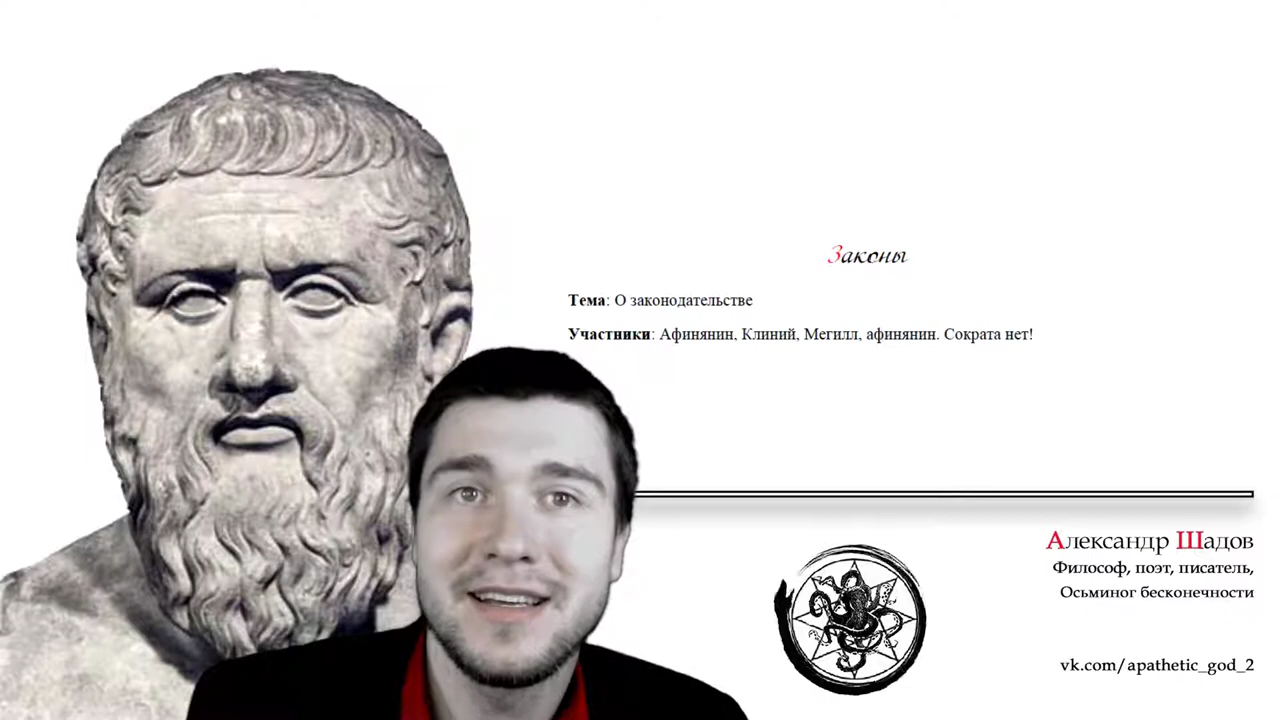 Законы
Тема: О законодательстве
Участники: Афинянин, Клиний, Мегилл, афинянин. Сократа нет!
Александр Шадов
Философ, поэт, писатель,
Осьминог бесконечности
vk.com/apathetic_god_2